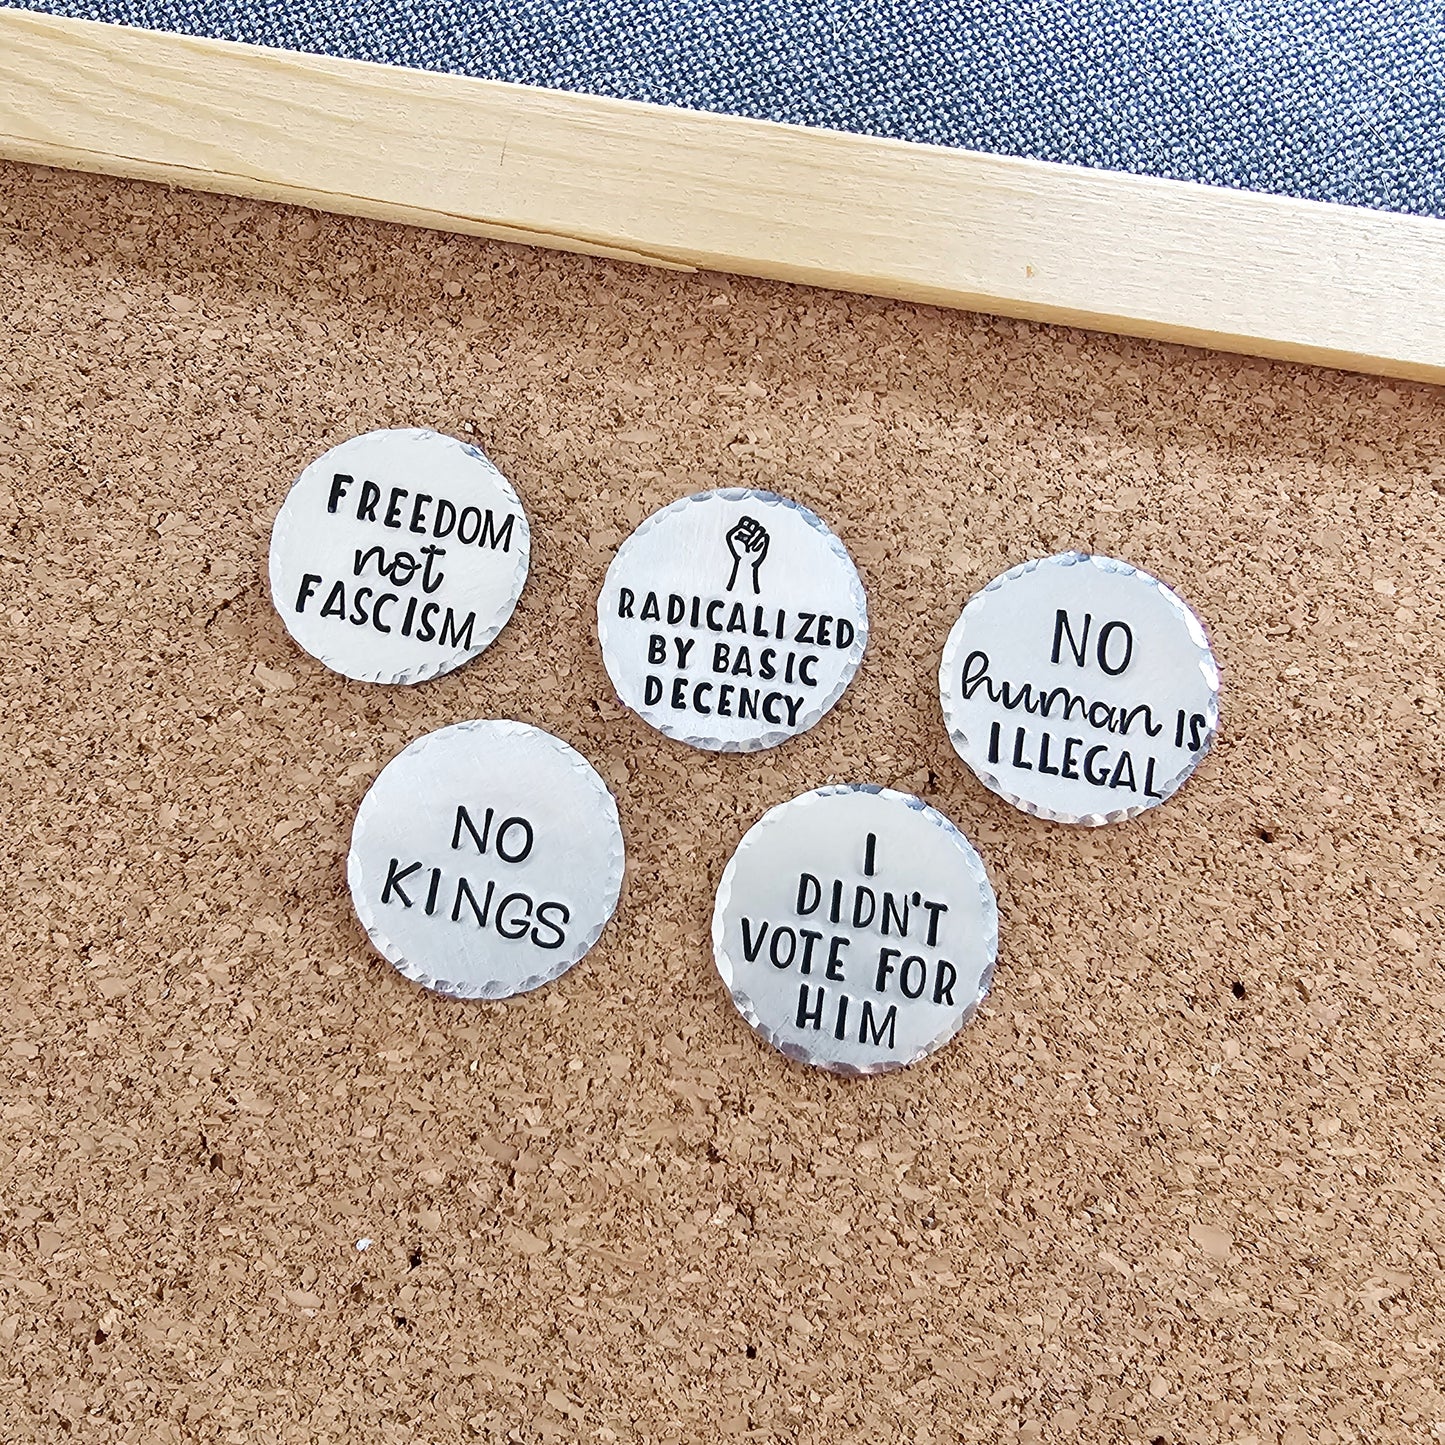 FREEDOM
not
FASCISM
RADICALIZED
BY BASIC
DECENCY
NO
human IS
ILLEGAL
NO
KINGS
I
DIDN'T
VOTE FOR
HIM